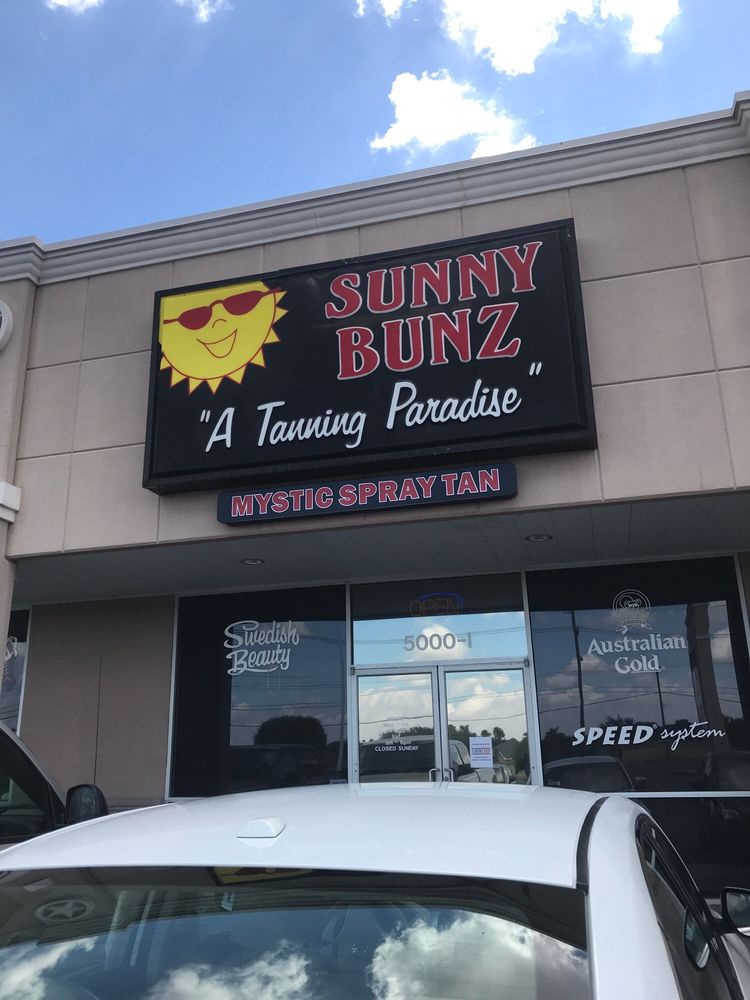 SUNNY
BUNZ
"A Tanning Paradise"
MYSTIC SPRAY TAN
OPEN
5000-I
Swedish
Beauty
Australian
Gold
SPEED system
CLOSED SUNDAY